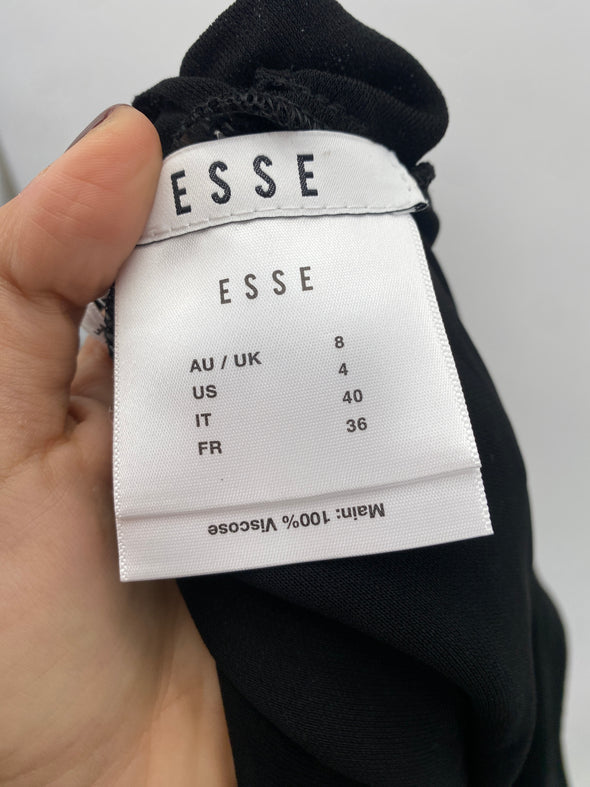 ESSE
ESSE
AU / UK 8
US 4
IT 40
FR 36
Main: 100% Viscose